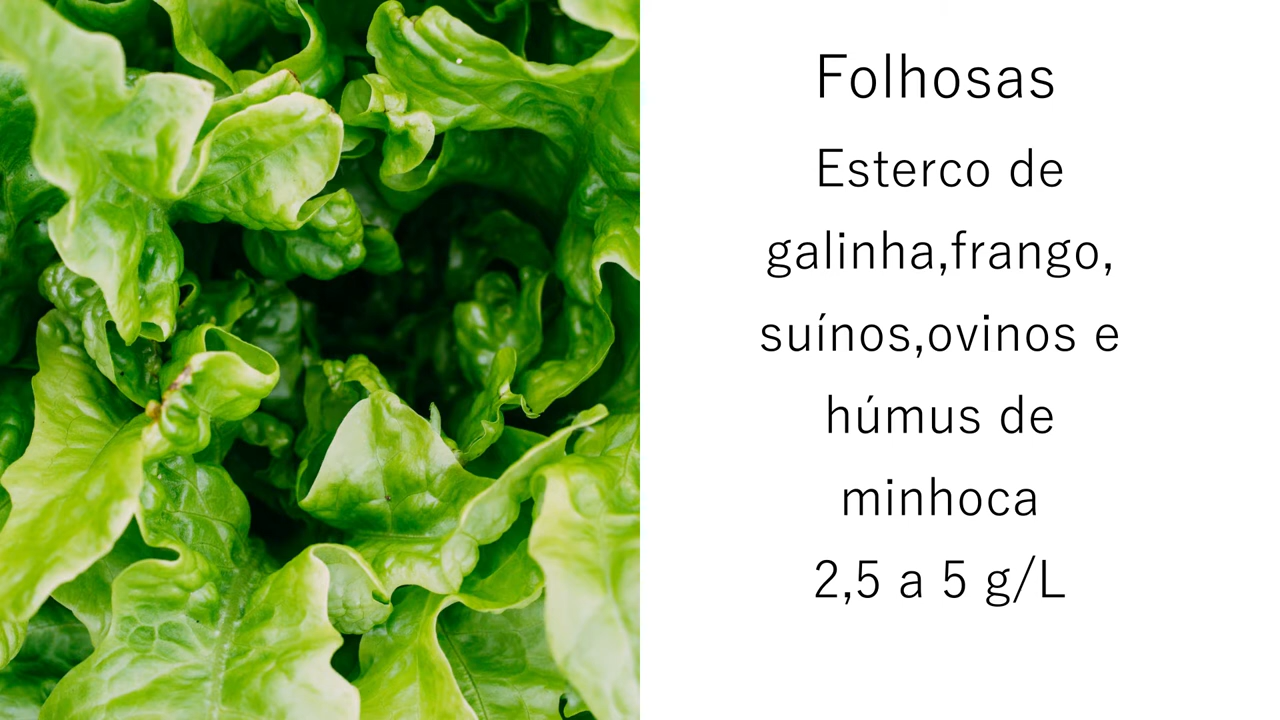 Folhosas
Esterco de
galinha,frango,
suínos,ovinos e
húmus de
minhoca
2,5 a 5 g/L